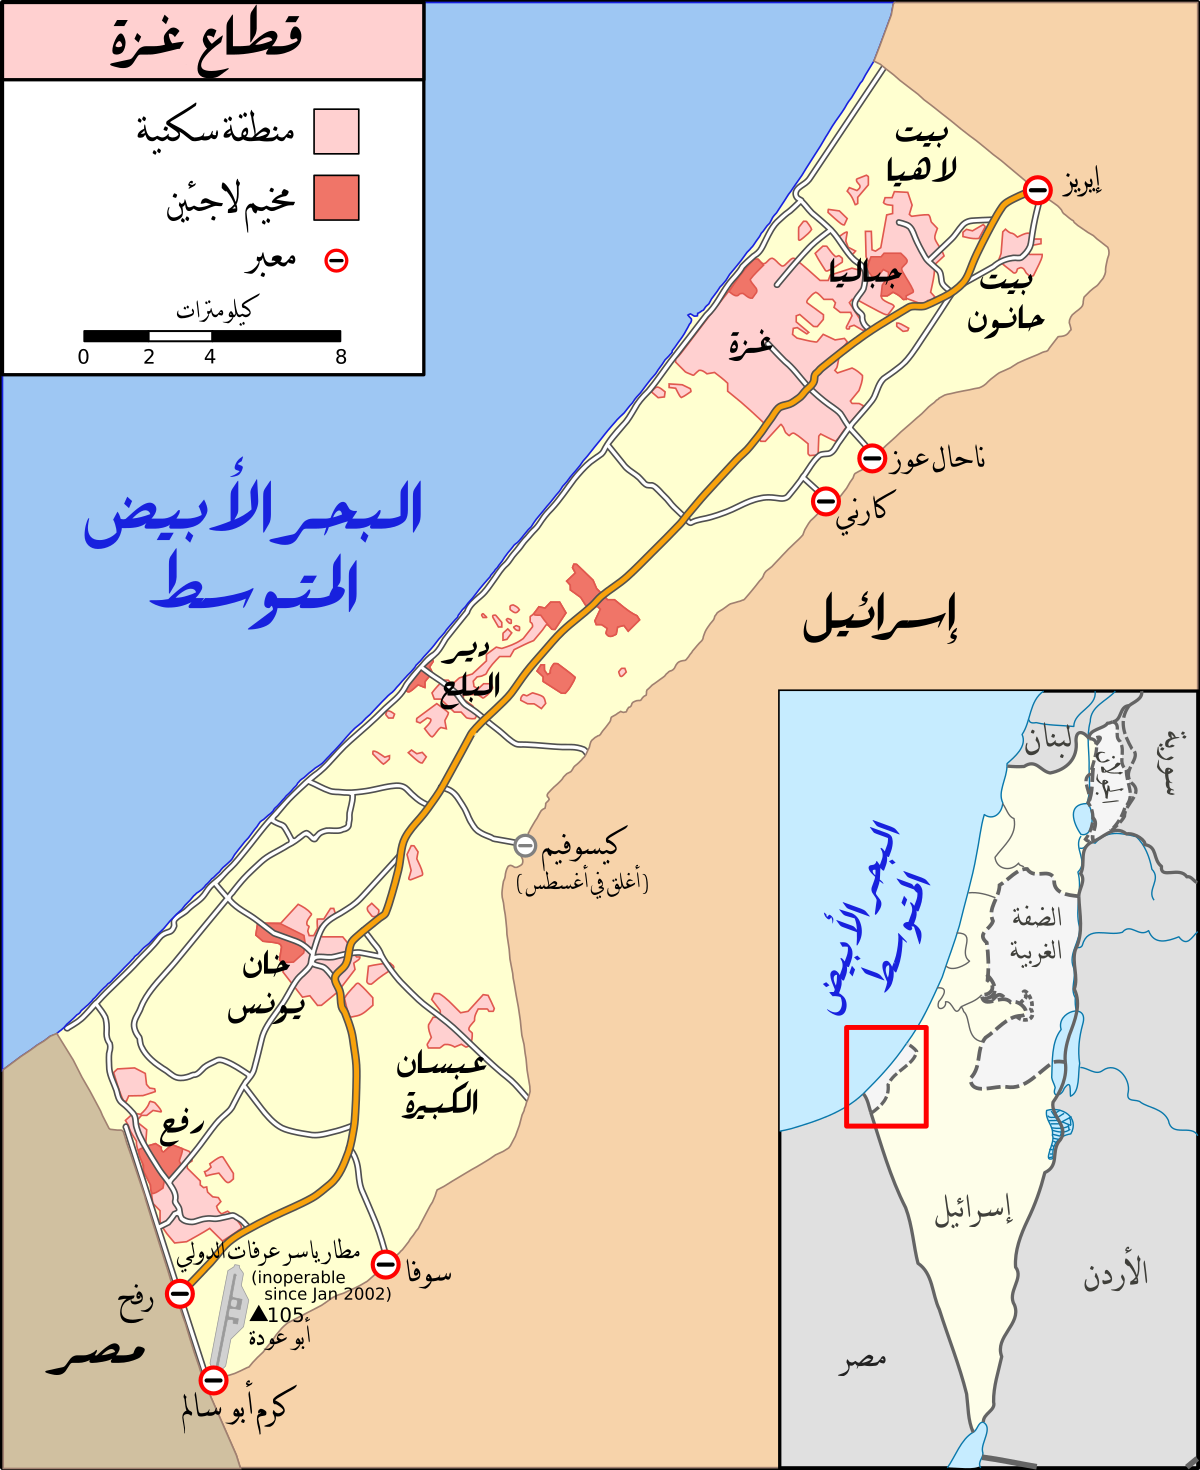 قطاع غزة
منطقة سكنية
مخيم لاجئين
معبر
كيلومترات
0 2 4 8
بيت
لاهيا
إيريز
جباليا
بيت
حانون
غزة
ناحال عوز
كارني
البحر الأبيض
المتوسط
إسرائيل
دير
البلح
كيسوفيم
(أغلق في أغسطس)
خان
يونس
عبسان
الكبيرة
رفح
مطار ياسر عرفات الدولي
(inoperable
since Jan 2002)
105
أبو عودة
سوفا
رفح
مصر
كرم أبو سالم
لبنان
سورية
الجولان
البحر الأبيض
المتوسط
الضفة
الغربية
إسرائيل
الأردن
مصر